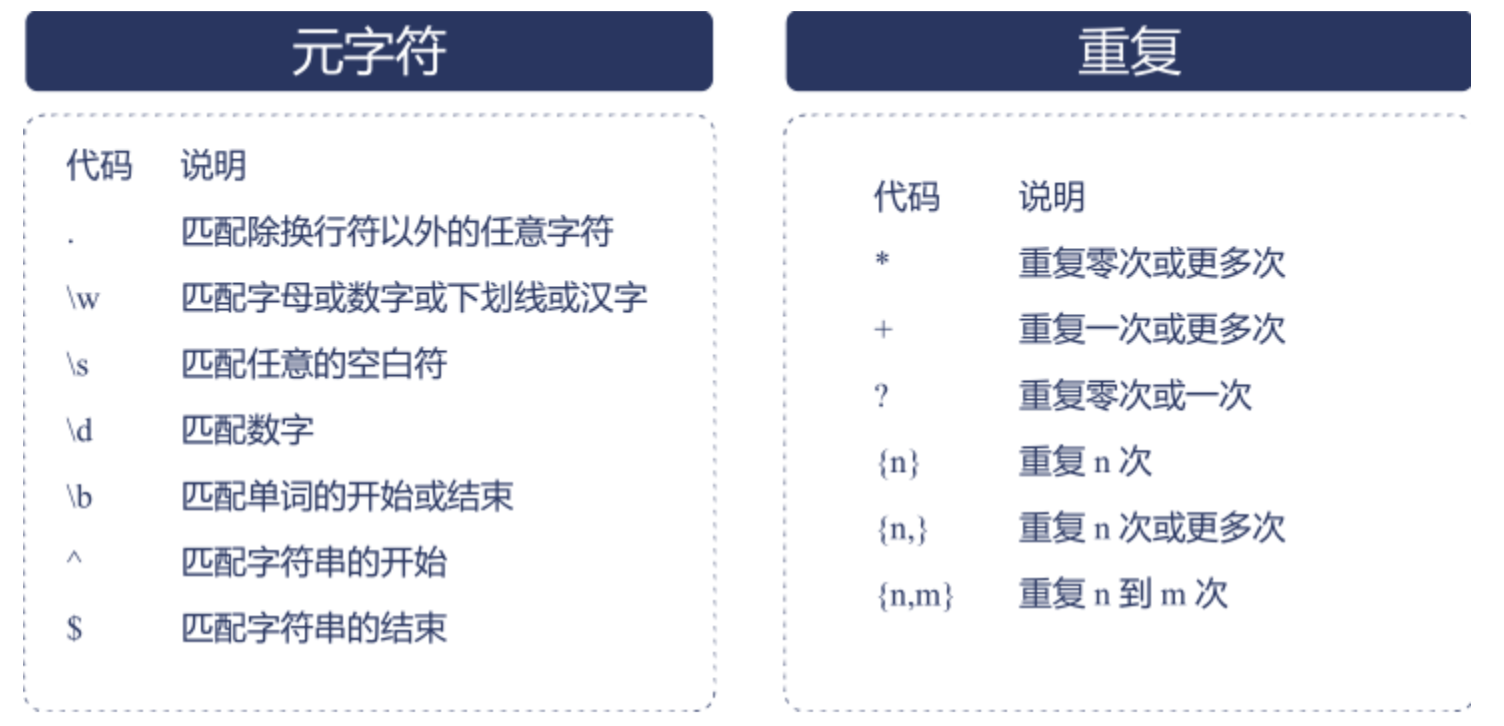 元字符
代码 说明
. 匹配除换行符以外的任意字符
\w 匹配字母或数字或下划线或汉字
\s 匹配任意的空白符
\d 匹配数字
\b 匹配单词的开始或结束
^ 匹配字符串的开始
$ 匹配字符串的结束
重复
代码 说明
* 重复零次或更多次
+ 重复一次或更多次
? 重复零次或一次
{n} 重复 n 次
{n,} 重复 n 次或更多次
{n,m} 重复 n 到 m 次